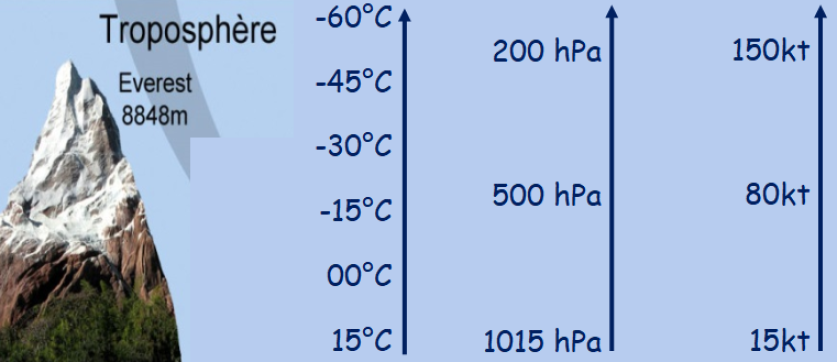 Troposphère
Everest
8848m
-60°C
-45°C
-30°C
-15°C
00°C
15°C
200 hPa
500 hPa
1015 hPa
150kt
80kt
15kt